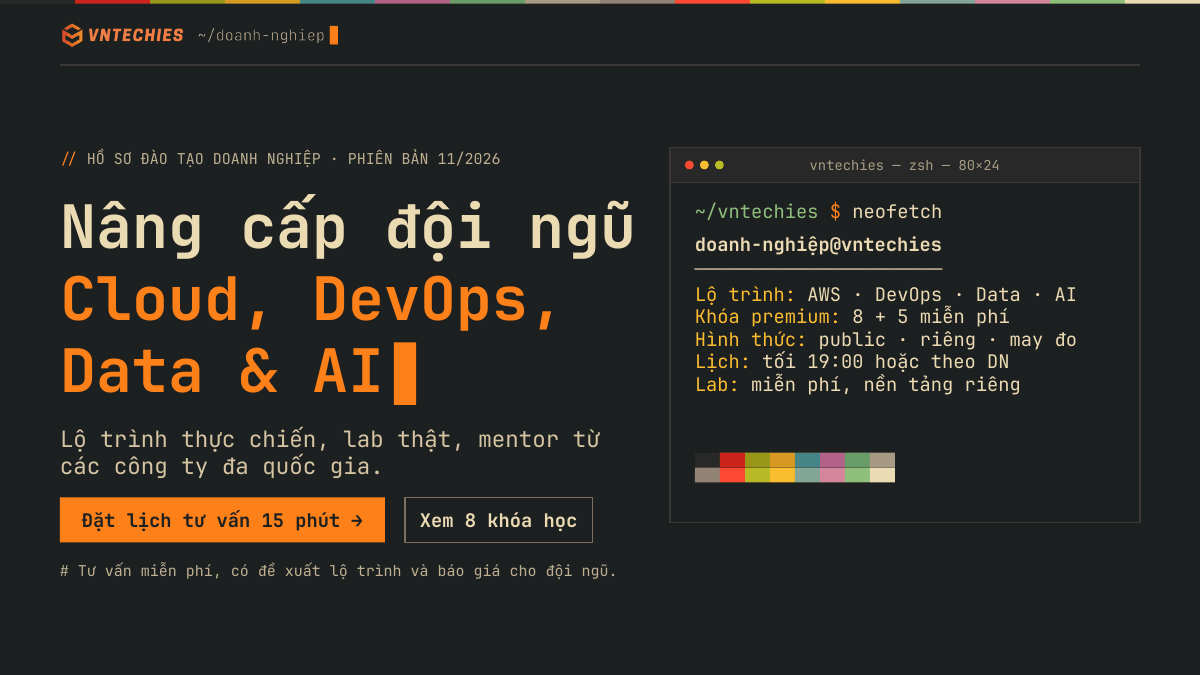 VNTECHIES ~/doanh-nghiep
// HỒ SƠ ĐÀO TẠO DOANH NGHIỆP · PHIÊN BẢN 11/2026
Nâng cấp đội ngũ
Cloud, DevOps,
Data & AI
Lộ trình thực chiến, lab thật, mentor từ
các công ty đa quốc gia.
Đặt lịch tư vấn 15 phút →
Xem 8 khóa học
# Tư vấn miễn phí, có đề xuất lộ trình và báo giá cho đội ngũ.
vntechies — zsh — 80×24
~/vntechies $ neofetch
doanh-nghiệp@vntechies
Lộ trình: AWS · DevOps · Data · AI
Khóa premium: 8 + 5 miễn phí
Hình thức: public · riêng · may đo
Lịch: tối 19:00 hoặc theo DN
Lab: miễn phí, nền tảng riêng